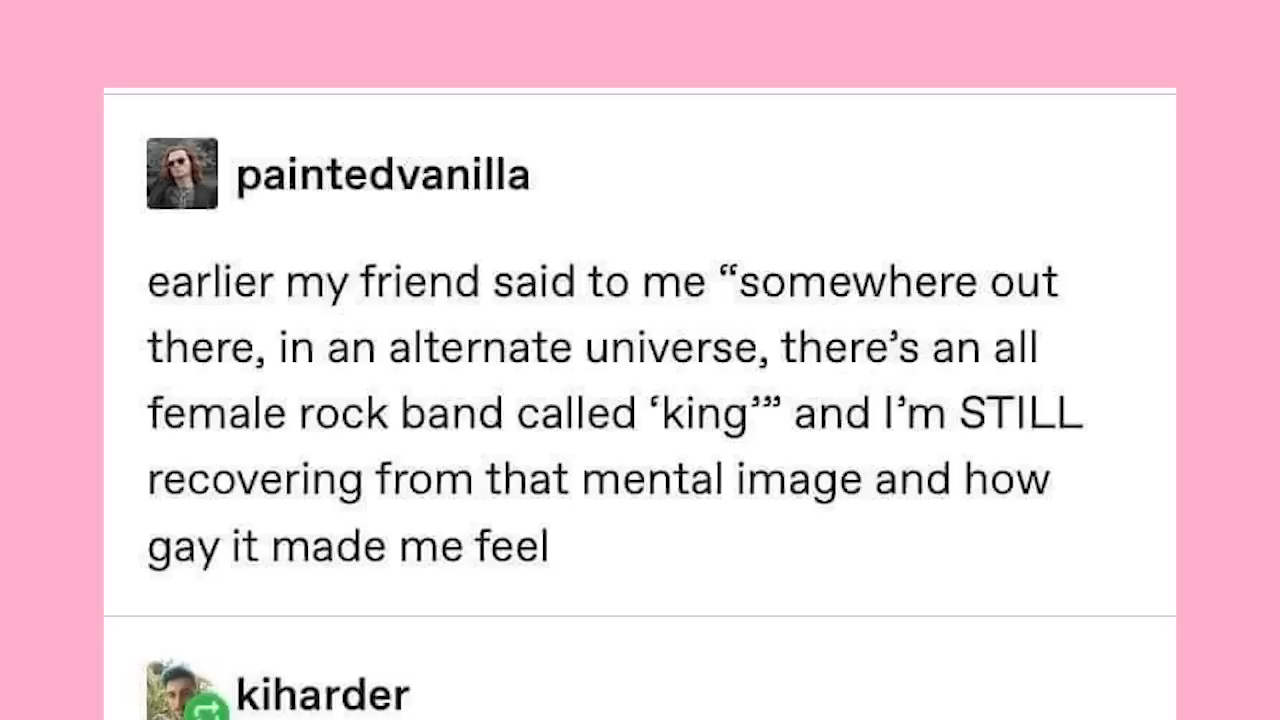 paintedvanilla
earlier my friend said to me “somewhere out
there, in an alternate universe, there’s an all
female rock band called ‘king’” and I’m STILL
recovering from that mental image and how
gay it made me feel
kiharder